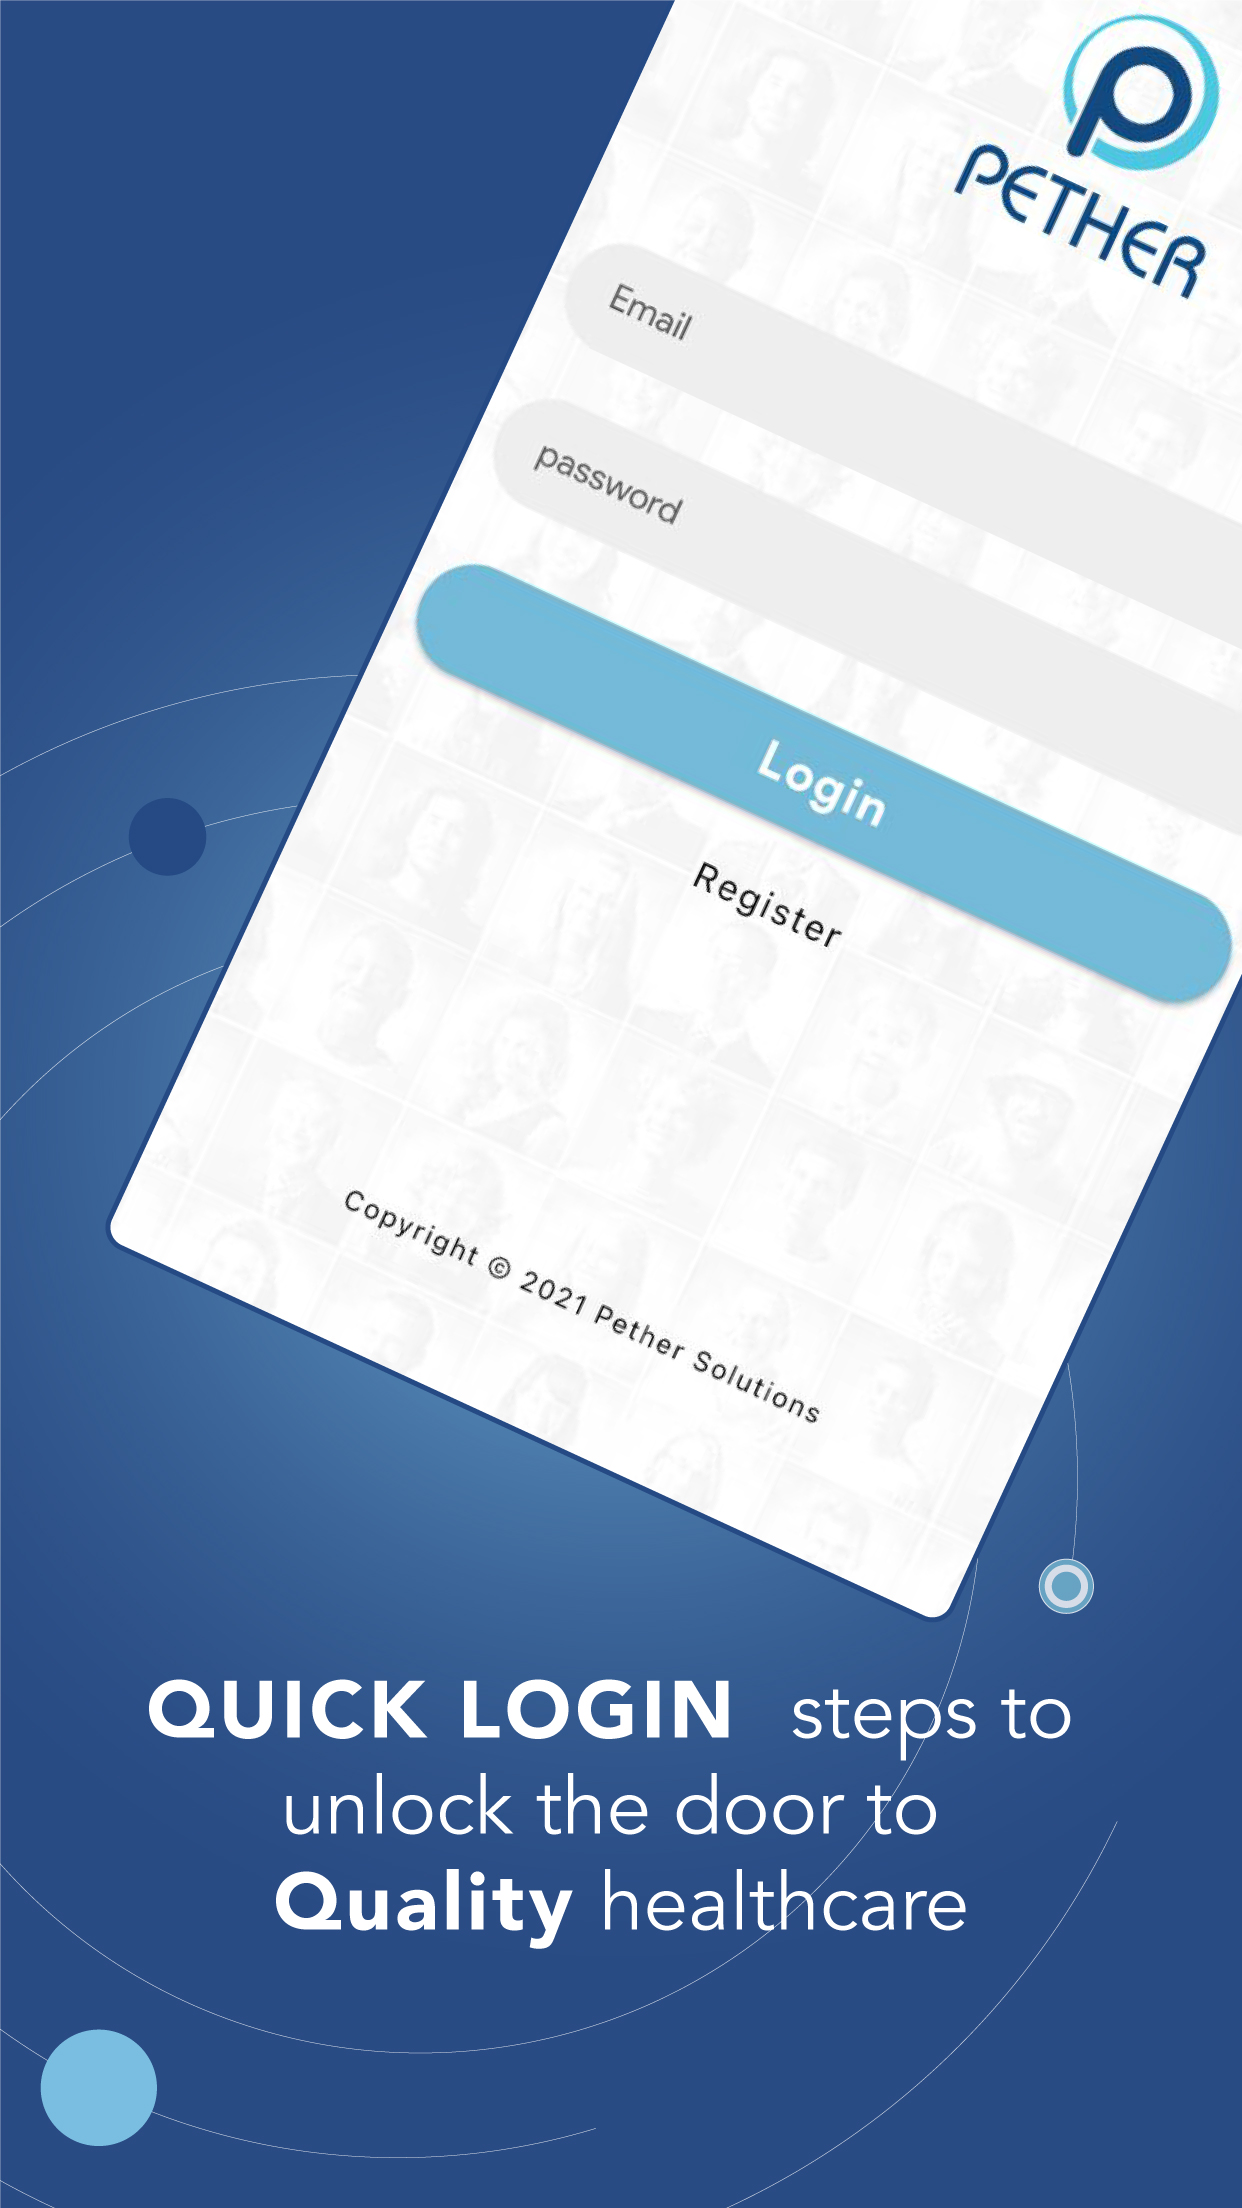 PETHER
Email
password
Login
Register
Copyright © 2021 Pether Solutions
QUICK LOGIN steps to
unlock the door to
Quality healthcare